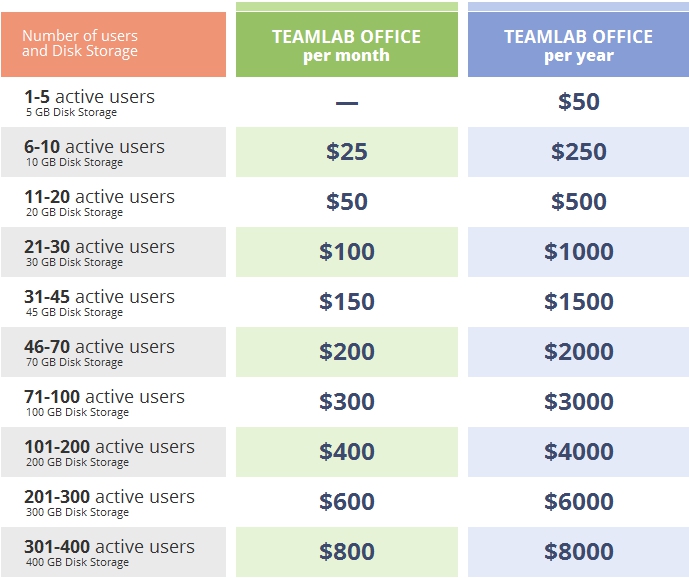 Number of users
and Disk Storage
TEAMLAB OFFICE
per month
TEAMLAB OFFICE
per year
1-5 active users
5 GB Disk Storage
—
$50
6-10 active users
10 GB Disk Storage
$25
$250
11-20 active users
20 GB Disk Storage
$50
$500
21-30 active users
30 GB Disk Storage
$100
$1000
31-45 active users
45 GB Disk Storage
$150
$1500
46-70 active users
70 GB Disk Storage
$200
$2000
71-100 active users
100 GB Disk Storage
$300
$3000
101-200 active users
200 GB Disk Storage
$400
$4000
201-300 active users
300 GB Disk Storage
$600
$6000
301-400 active users
400 GB Disk Storage
$800
$8000